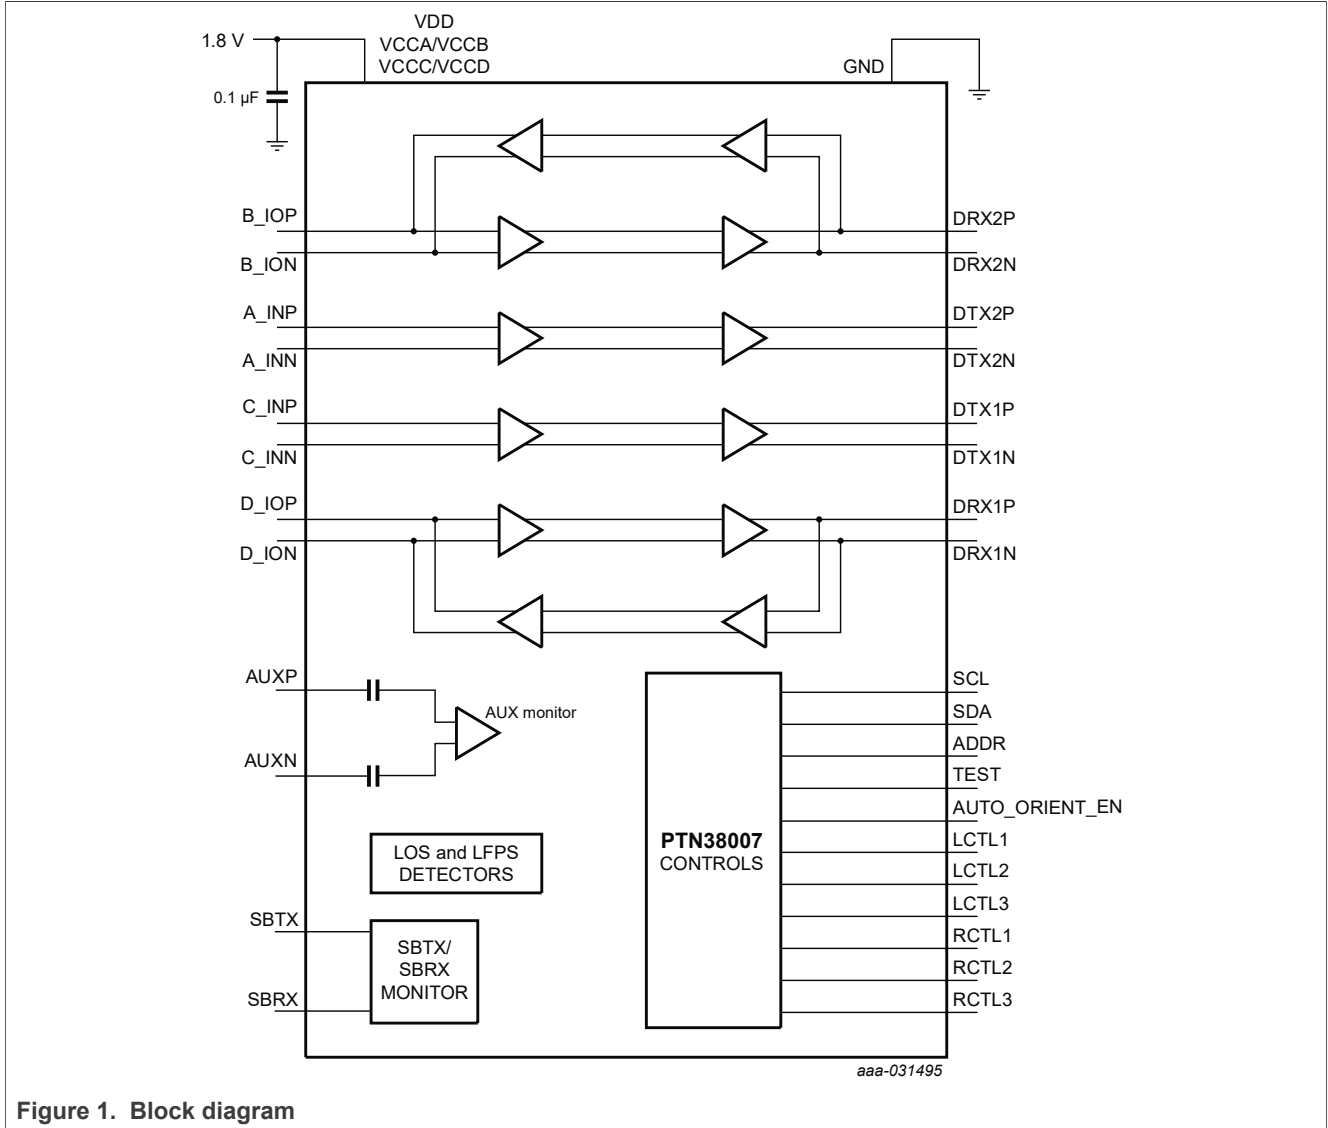 VDD
1.8 V
VCCA/VCCB
VCCC/VCCD
GND
0.1 µF
B_IOP
DRX2P
B_ION
DRX2N
A_INP
DTX2P
A_INN
DTX2N
C_INP
DTX1P
C_INN
DTX1N
D_IOP
DRX1P
D_ION
DRX1N
AUXP
AUX monitor
AUXN
LOS and LFPS
DETECTORS
SBTX
SBTX/
SBRX
MONITOR
SBRX
PTN38007
CONTROLS
SCL
SDA
ADDR
TEST
AUTO_ORIENT_EN
LCTL1
LCTL2
LCTL3
RCTL1
RCTL2
RCTL3
aaa-031495
Figure 1. Block diagram